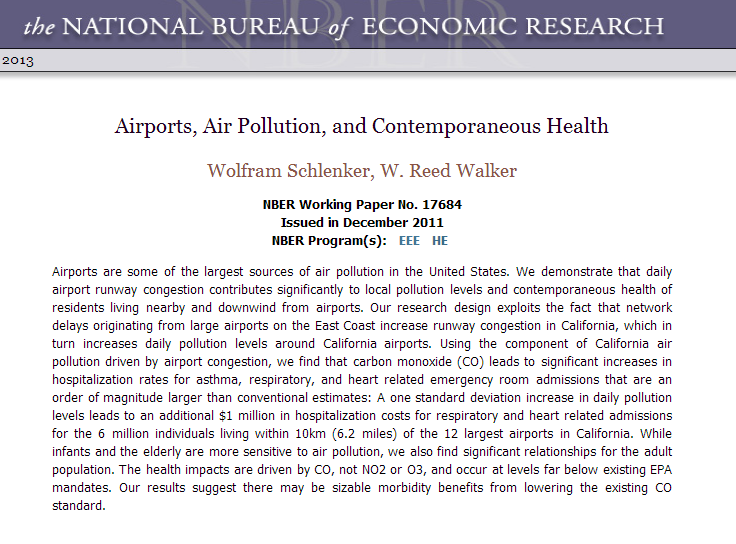 the NATIONAL BUREAU of ECONOMIC RESEARCH
NBER
2013
Airports, Air Pollution, and Contemporaneous Health
Wolfram Schlenker, W. Reed Walker
NBER Working Paper No. 17684
Issued in December 2011
NBER Program(s): EEE HE
Airports are some of the largest sources of air pollution in the United States. We demonstrate that daily
airport runway congestion contributes significantly to local pollution levels and contemporaneous health of
residents living nearby and downwind from airports. Our research design exploits the fact that network
delays originating from large airports on the East Coast increase runway congestion in California, which in
turn increases daily pollution levels around California airports. Using the component of California air
pollution driven by airport congestion, we find that carbon monoxide (CO) leads to significant increases in
hospitalization rates for asthma, respiratory, and heart related emergency room admissions that are an
order of magnitude larger than conventional estimates: A one standard deviation increase in daily pollution
levels leads to an additional $1 million in hospitalization costs for respiratory and heart related admissions
for the 6 million individuals living within 10km (6.2 miles) of the 12 largest airports in California. While
infants and the elderly are more sensitive to air pollution, we also find significant relationships for the adult
population. The health impacts are driven by CO, not NO2 or O3, and occur at levels far below existing EPA
mandates. Our results suggest there may be sizable morbidity benefits from lowering the existing CO
standard.